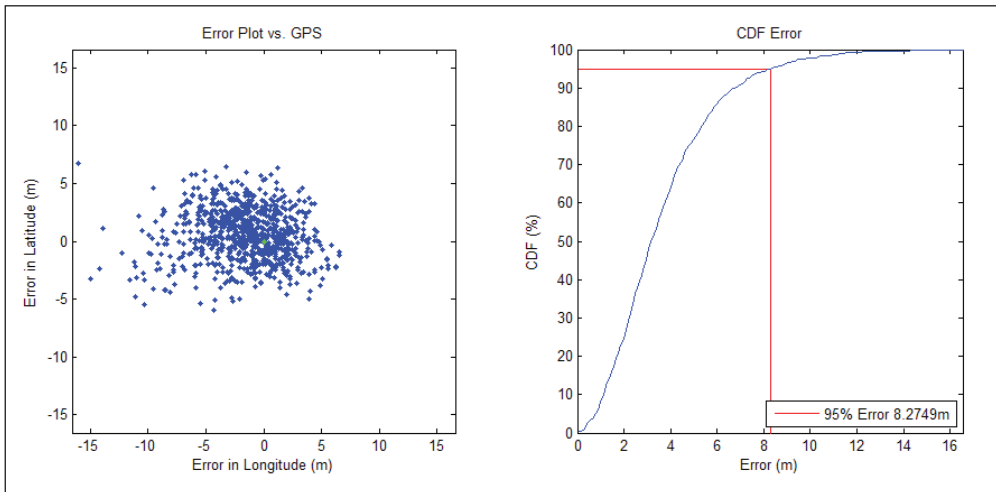 Error Plot vs. GPS
15
10
5
0
-5
-10
-15
Error in Latitude (m)
-15 -10 -5 0 5 10 15
Error in Longitude (m)
CDF Error
100
90
80
70
60
50
40
30
20
10
0
CDF (%)
95% Error 8.2749m
0 2 4 6 8 10 12 14 16
Error (m)